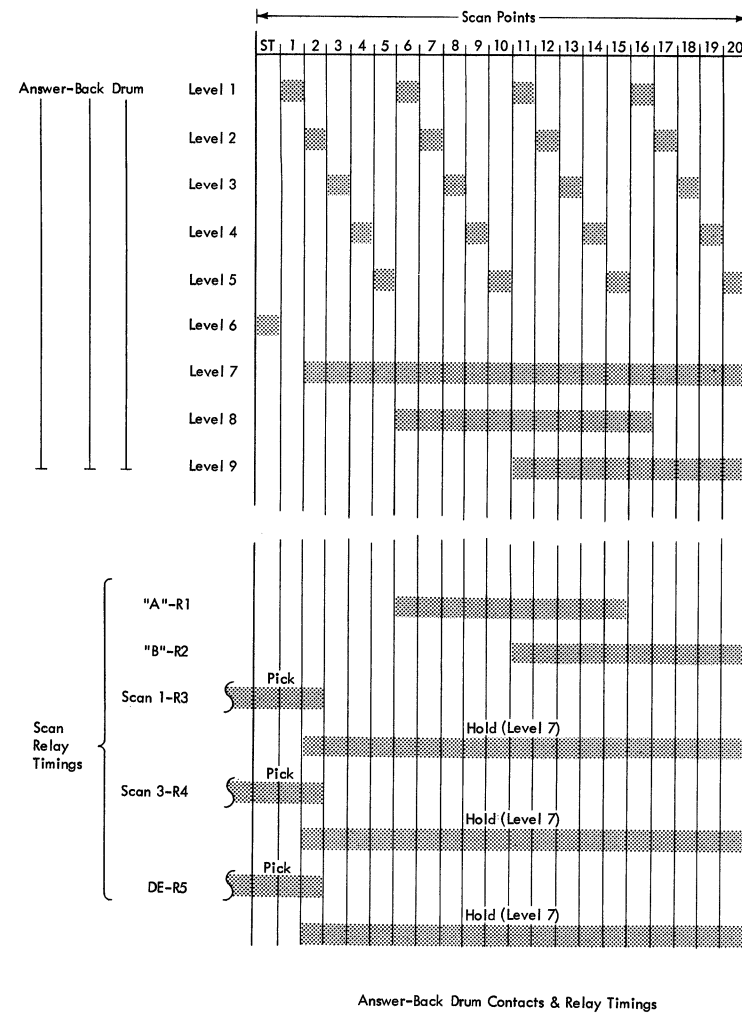 Scan Points
ST 1 2 3 4 5 6 7 8 9 10 11 12 13 14 15 16 17 18 19 20
Answer-Back Drum
Level 1
Level 2
Level 3
Level 4
Level 5
Level 6
Level 7
Level 8
Level 9
"A"-R1
"B"-R2
Pick
Scan 1-R3
Hold (Level 7)
Scan
Relay
Timings
Pick
Scan 3-R4
Hold (Level 7)
Pick
DE-R5
Hold (Level 7)
Answer-Back Drum Contacts & Relay Timings